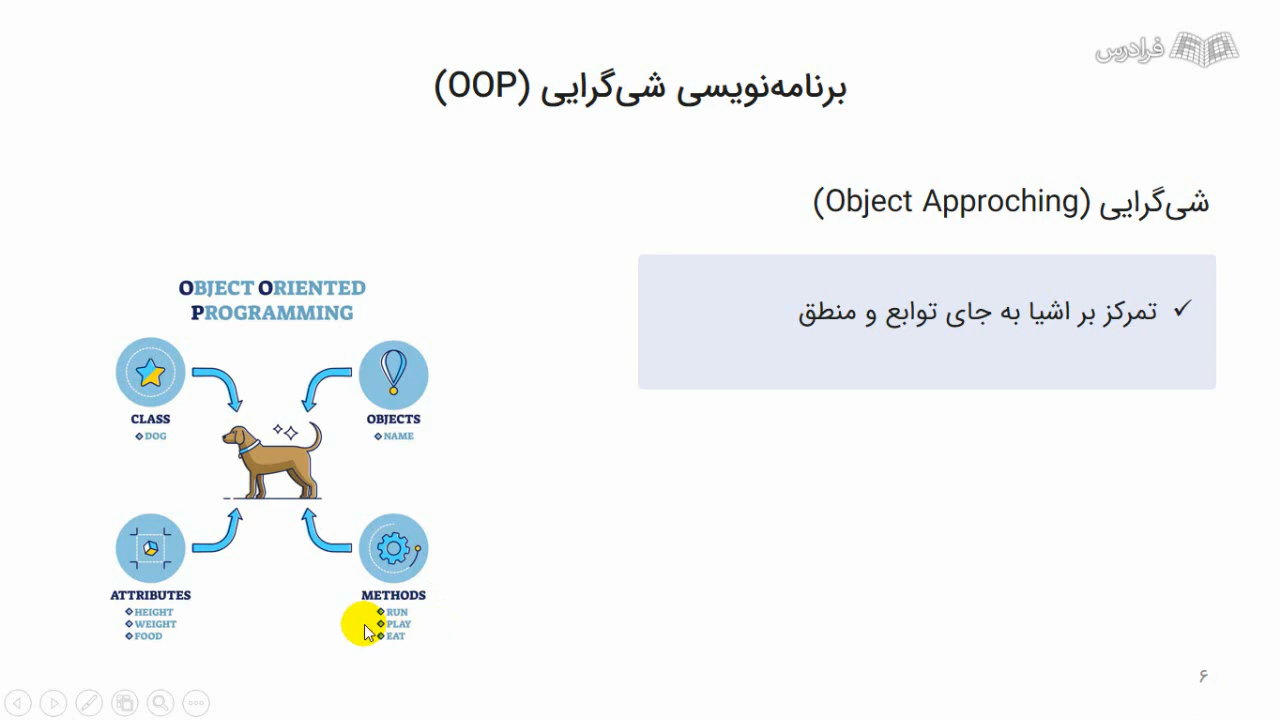 فرادرس
برنامه‌نویسی شی‌گرایی (OOP)
شی‌گرایی (Object Approching)
✓ تمرکز بر اشیا به جای توابع و منطق
OBJECT ORIENTED
PROGRAMMING
CLASS
DOG
OBJECTS
NAME
ATTRIBUTES
HEIGHT
WEIGHT
FOOD
METHODS
RUN
PLAY
EAT
۶